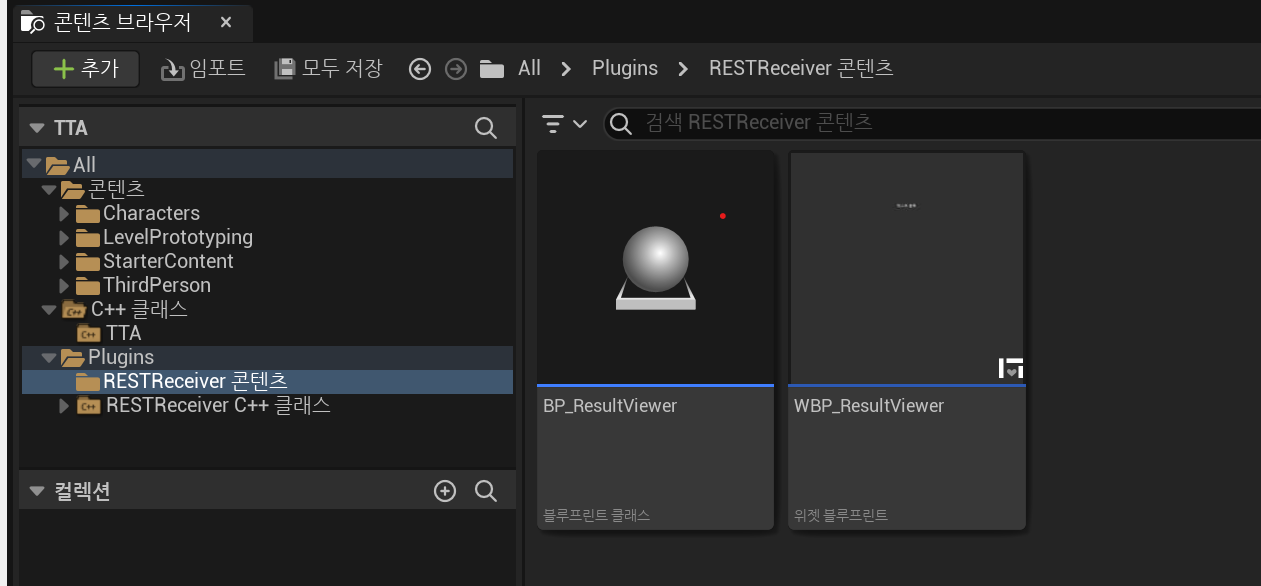 콘텐츠 브라우저
추가
임포트
모두 저장
All
Plugins
RESTReceiver 콘텐츠
TTA
검색 RESTReceiver 콘텐츠
All
콘텐츠
Characters
LevelPrototyping
StarterContent
ThirdPerson
C++ 클래스
C++ TTA
Plugins
RESTReceiver 콘텐츠
C++ RESTReceiver C++ 클래스
BP_ResultViewer
블루프린트 클래스
WBP_ResultViewer
위젯 블루프린트
컬렉션